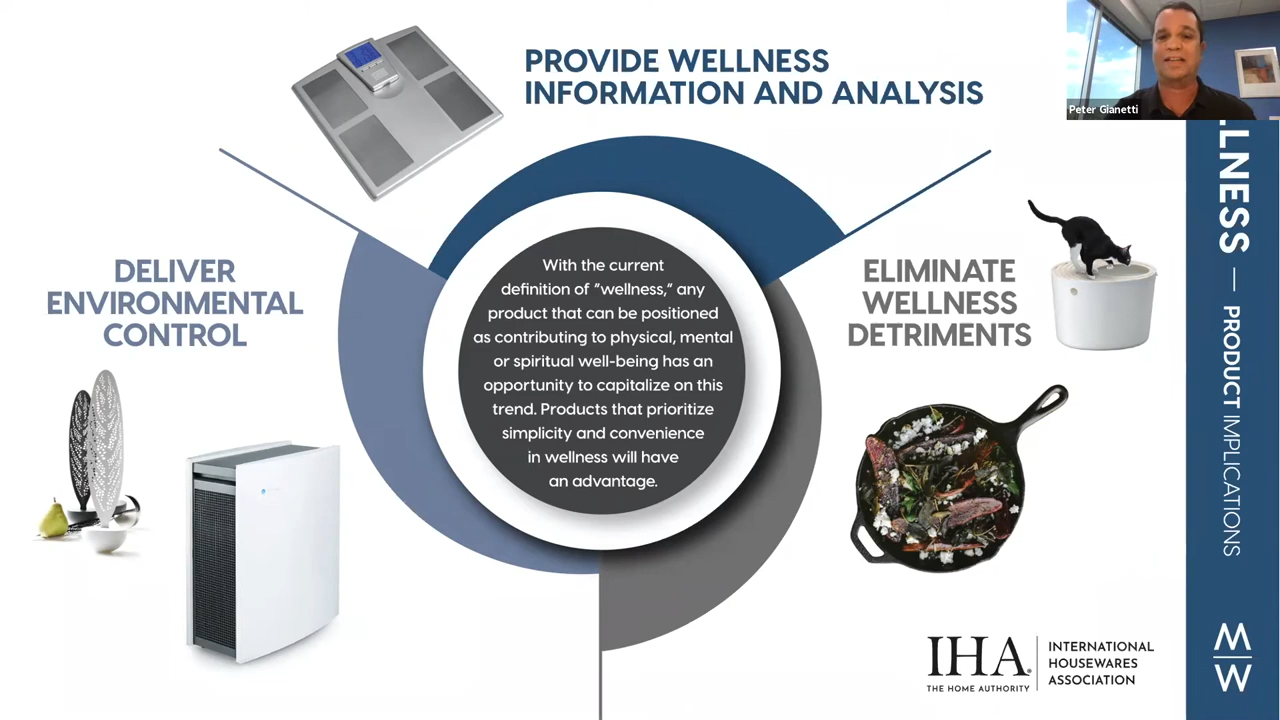 PROVIDE WELLNESS
INFORMATION AND ANALYSIS
Peter Gianetti
DELIVER
ENVIRONMENTAL
CONTROL
With the current
definition of "wellness," any
product that can be positioned
as contributing to physical, mental
or spiritual well-being has an
opportunity to capitalize on this
trend. Products that prioritize
simplicity and convenience
in wellness will have
an advantage.
ELIMINATE
WELLNESS
DETRIMENTS
LLNESS — PRODUCT IMPLICATIONS
IHA®
THE HOME AUTHORITY
INTERNATIONAL
HOUSEWARES
ASSOCIATION
M
W